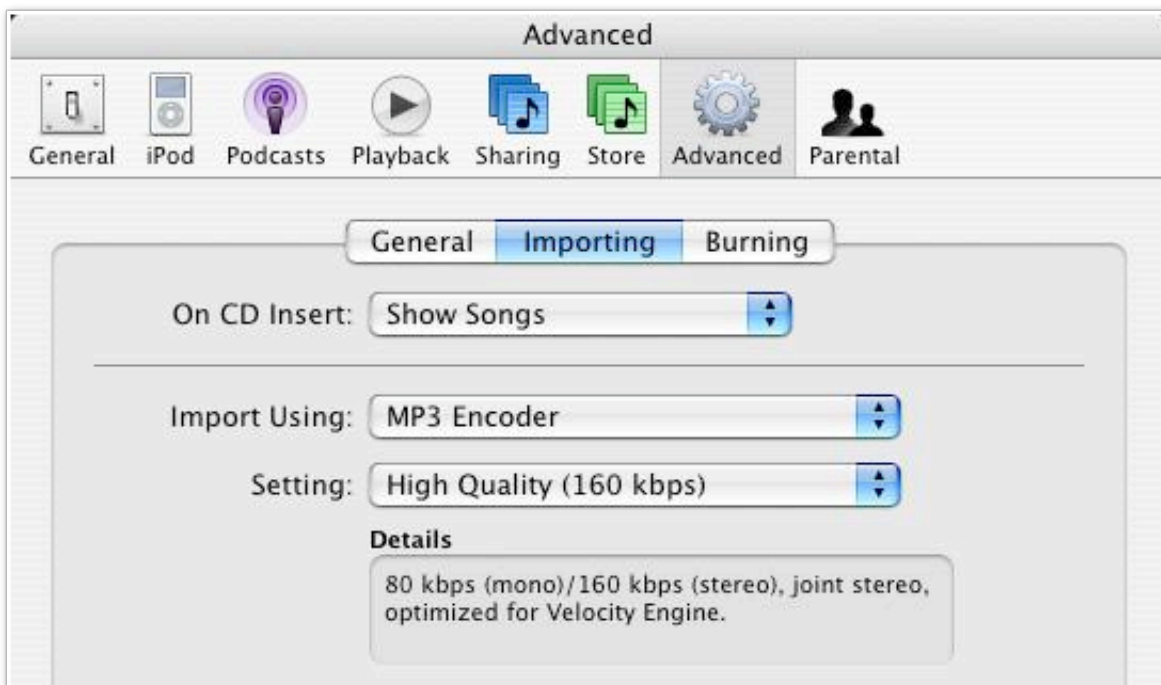 Advanced
General iPod Podcasts Playback Sharing Store Advanced Parental
General Importing Burning
On CD Insert: Show Songs
Import Using: MP3 Encoder
Setting: High Quality (160 kbps)
Details
80 kbps (mono)/160 kbps (stereo), joint stereo,
optimized for Velocity Engine.